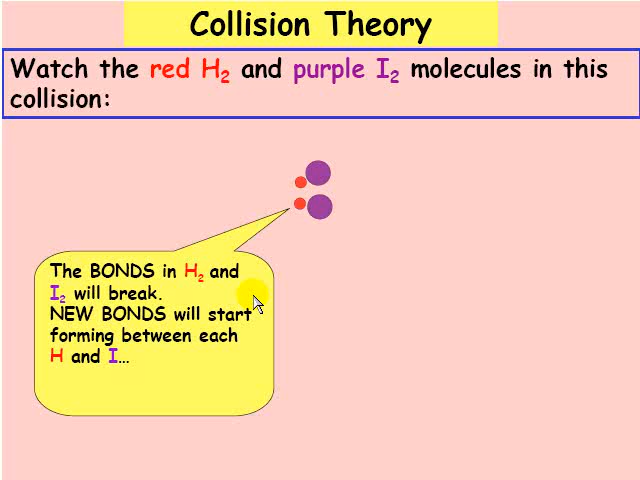 Collision Theory
Watch the red H₂ and purple I₂ molecules in this
collision:
The BONDS in H₂ and
I₂ will break.
NEW BONDS will start
forming between each
H and I...